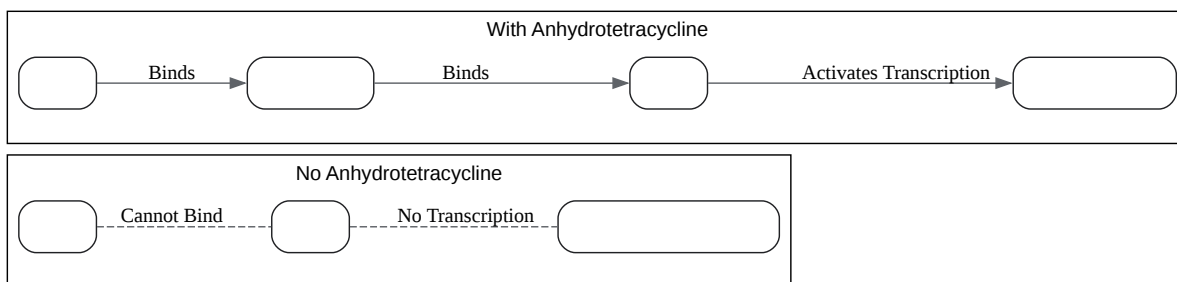 With Anhydrotetracycline
Binds
Binds
Activates Transcription
No Anhydrotetracycline
Cannot Bind
No Transcription